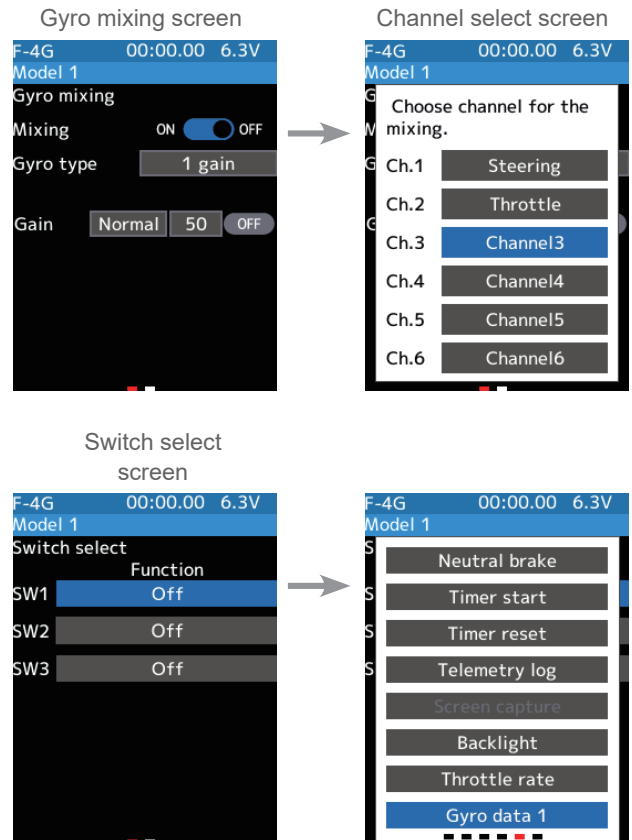 Gyro mixing screen
F-4G 00:00.00 6.3V
Model 1
Gyro mixing
Mixing ON OFF
Gyro type 1 gain
Gain Normal 50 OFF
Channel select screen
F-4G 00:00.00 6.3V
Model 1
Choose channel for the
mixing.
Ch.1 Steering
Ch.2 Throttle
Ch.3 Channel3
Ch.4 Channel4
Ch.5 Channel5
Ch.6 Channel6
Switch select
screen
F-4G 00:00.00 6.3V
Model 1
Switch select
Function
SW1 Off
SW2 Off
SW3 Off
F-4G 00:00.00 6.3V
Model 1
Neutral brake
Timer start
Timer reset
Telemetry log
Screen capture
Backlight
Throttle rate
Gyro data 1